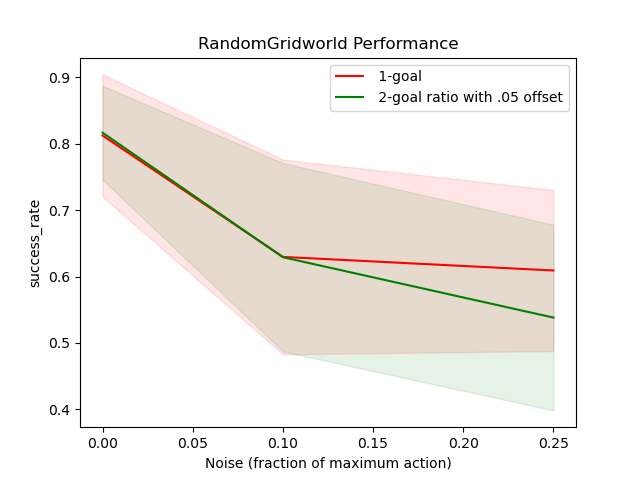 RandomGridworld Performance
1-goal
2-goal ratio with .05 offset
success_rate
0.9
0.8
0.7
0.6
0.5
0.4
0.00 0.05 0.10 0.15 0.20 0.25
Noise (fraction of maximum action)